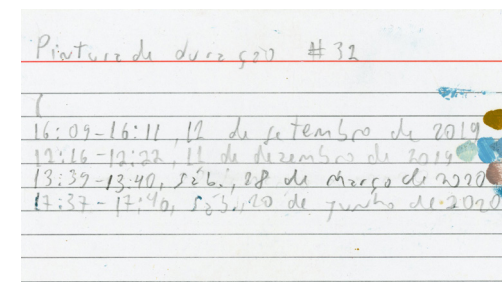 Pintura de duração #32
(
16:09-16:11, 12 de setembro de 2019
12:16-12:22, 11 de dezembro de 2019
13:39-13:40, sáb., 28 de março de 2020
17:37-17:40, sáb., 20 de junho de 2020